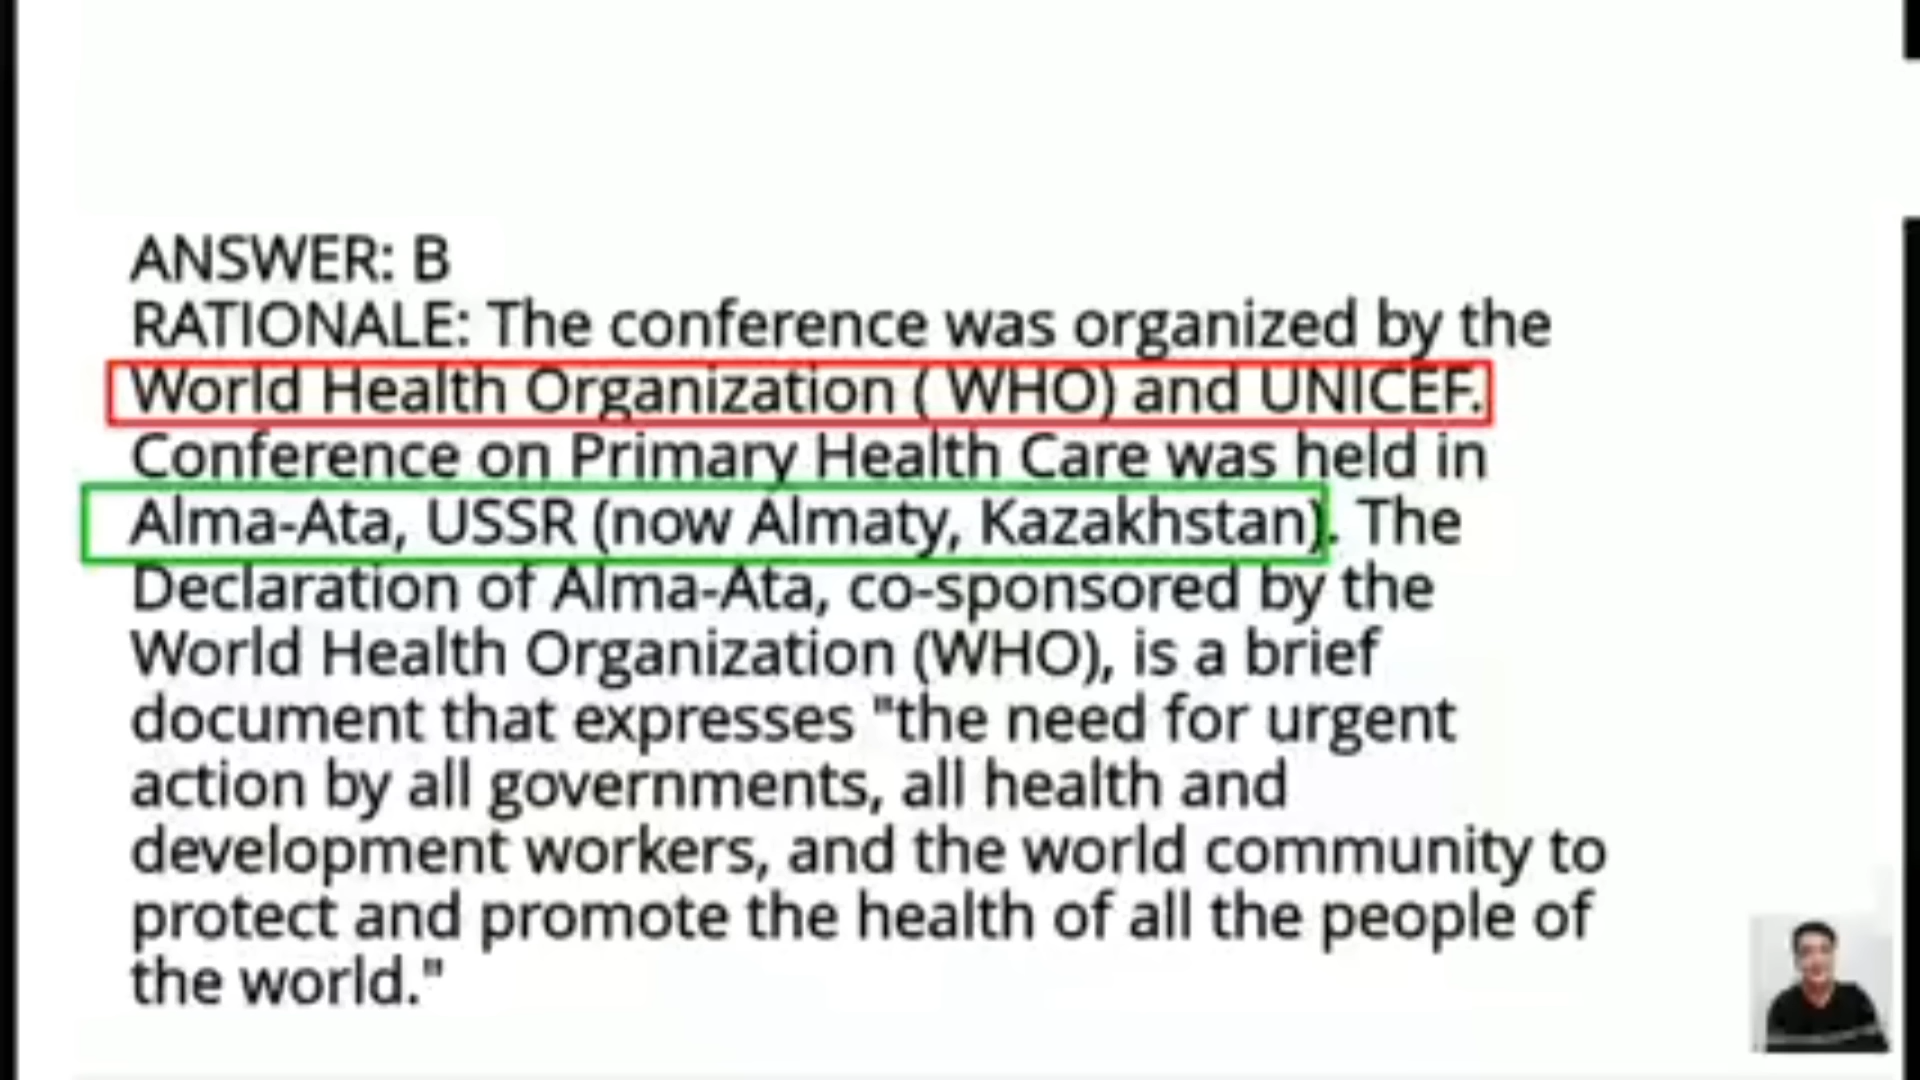 ANSWER: B
RATIONALE: The conference was organized by the
World Health Organization ( WHO) and UNICEF.
Conference on Primary Health Care was held in
Alma-Ata, USSR (now Almaty, Kazakhstan). The
Declaration of Alma-Ata, co-sponsored by the
World Health Organization (WHO), is a brief
document that expresses "the need for urgent
action by all governments, all health and
development workers, and the world community to
protect and promote the health of all the people of
the world."